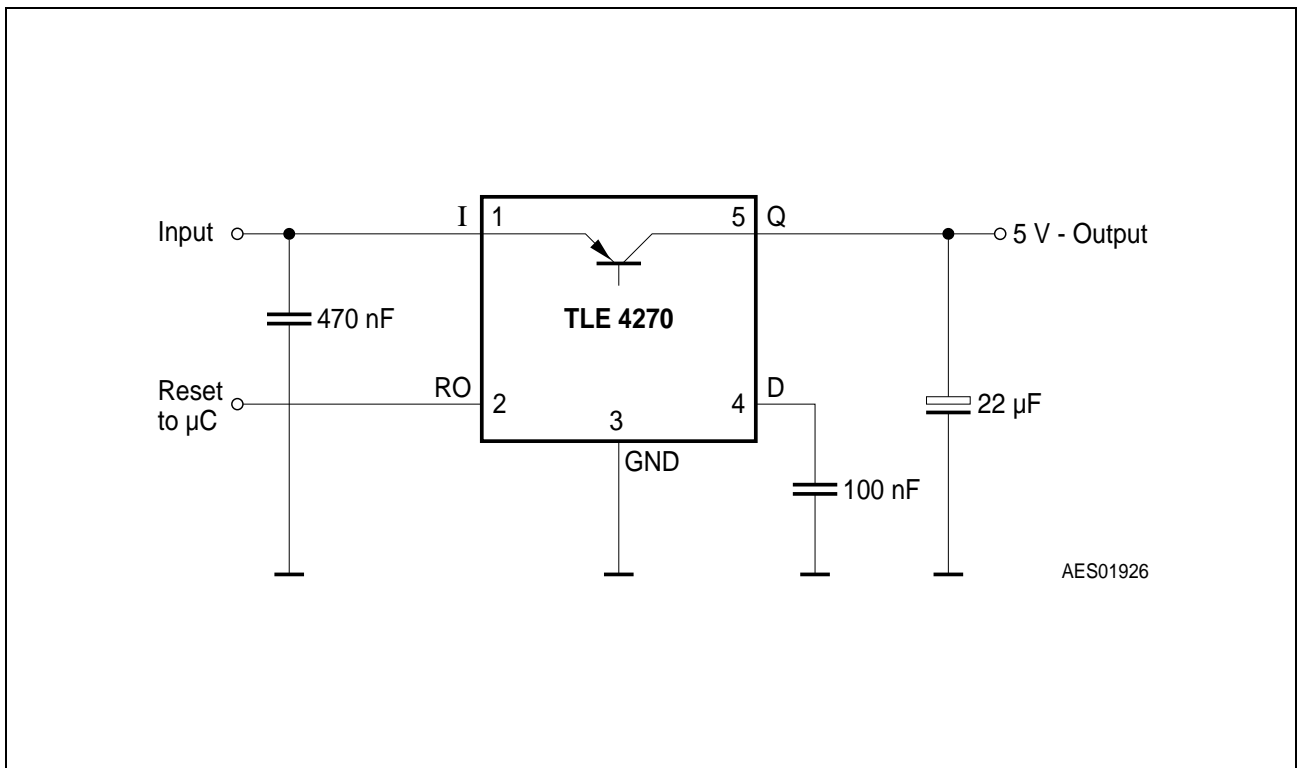 Input
I
1
5
Q
5 V - Output
470 nF
TLE 4270
Reset
to µC
RO
2
3
4
D
22 µF
GND
100 nF
AES01926